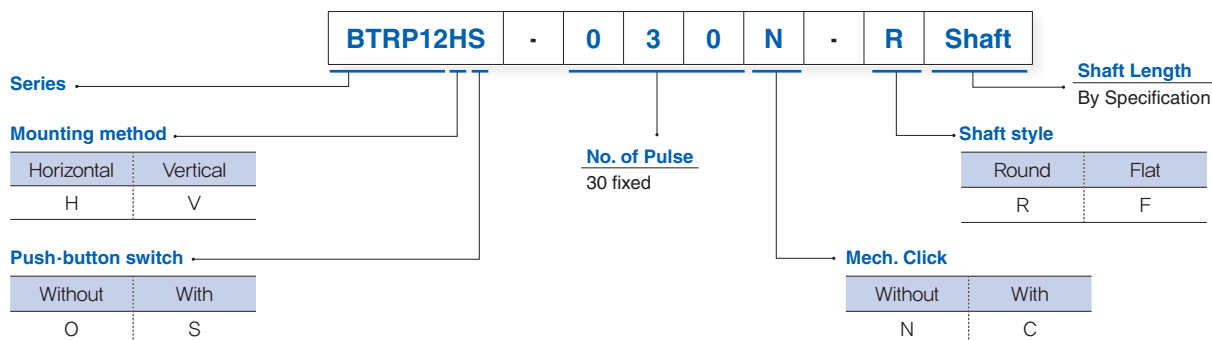 BTRP12HS - 0 3 0 N - R Shaft
Series
Shaft Length
By Specification
Mounting method
Horizontal Vertical
H V
No. of Pulse
30 fixed
Shaft style
Round Flat
R F
Push-button switch
Without With
O S
Mech. Click
Without With
N C